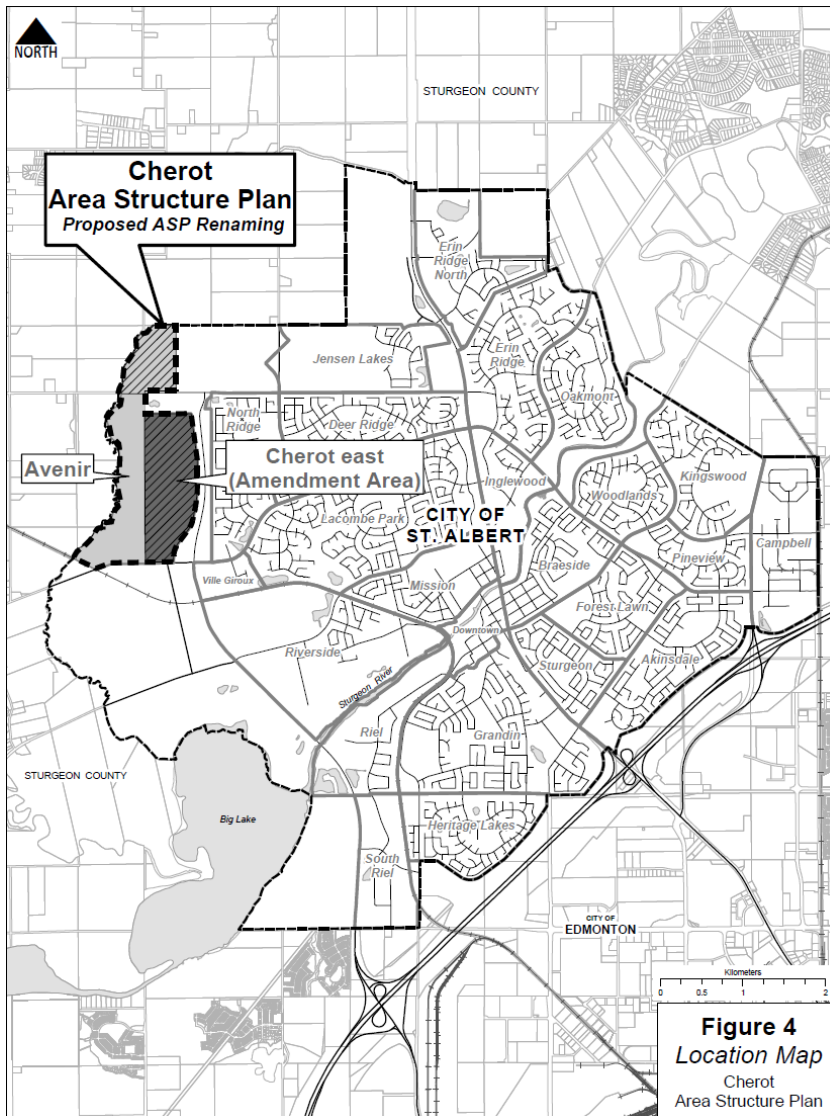 NORTH
STURGEON COUNTY
Cherot
Area Structure Plan
Proposed ASP Renaming
Erin
Ridge
North
Jensen Lakes
Erin
Ridge
Oakmont
North
Ridge
Deer Ridge
Avenir
Cherot east
(Amendment Area)
Inglewood
Kingswood
Woodlands
Lacombe Park
CITY OF
ST. ALBERT
Campbell
Pineview
Braeside
Ville Giroux
Mission
Forest Lawn
Downtown
Riverside
Sturgeon
Akinsdale
Sturgeon River
Riel
Grandin
STURGEON COUNTY
Big Lake
Heritage Lakes
South
Riel
CITY OF
EDMONTON
Kilometers
0 0.5 1 2
Figure 4
Location Map
Cherot
Area Structure Plan